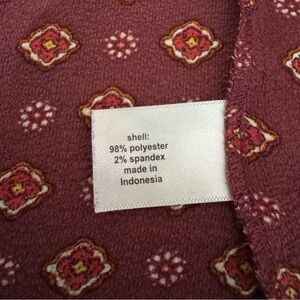 shell:
98% polyester
2% spandex
made in
Indonesia